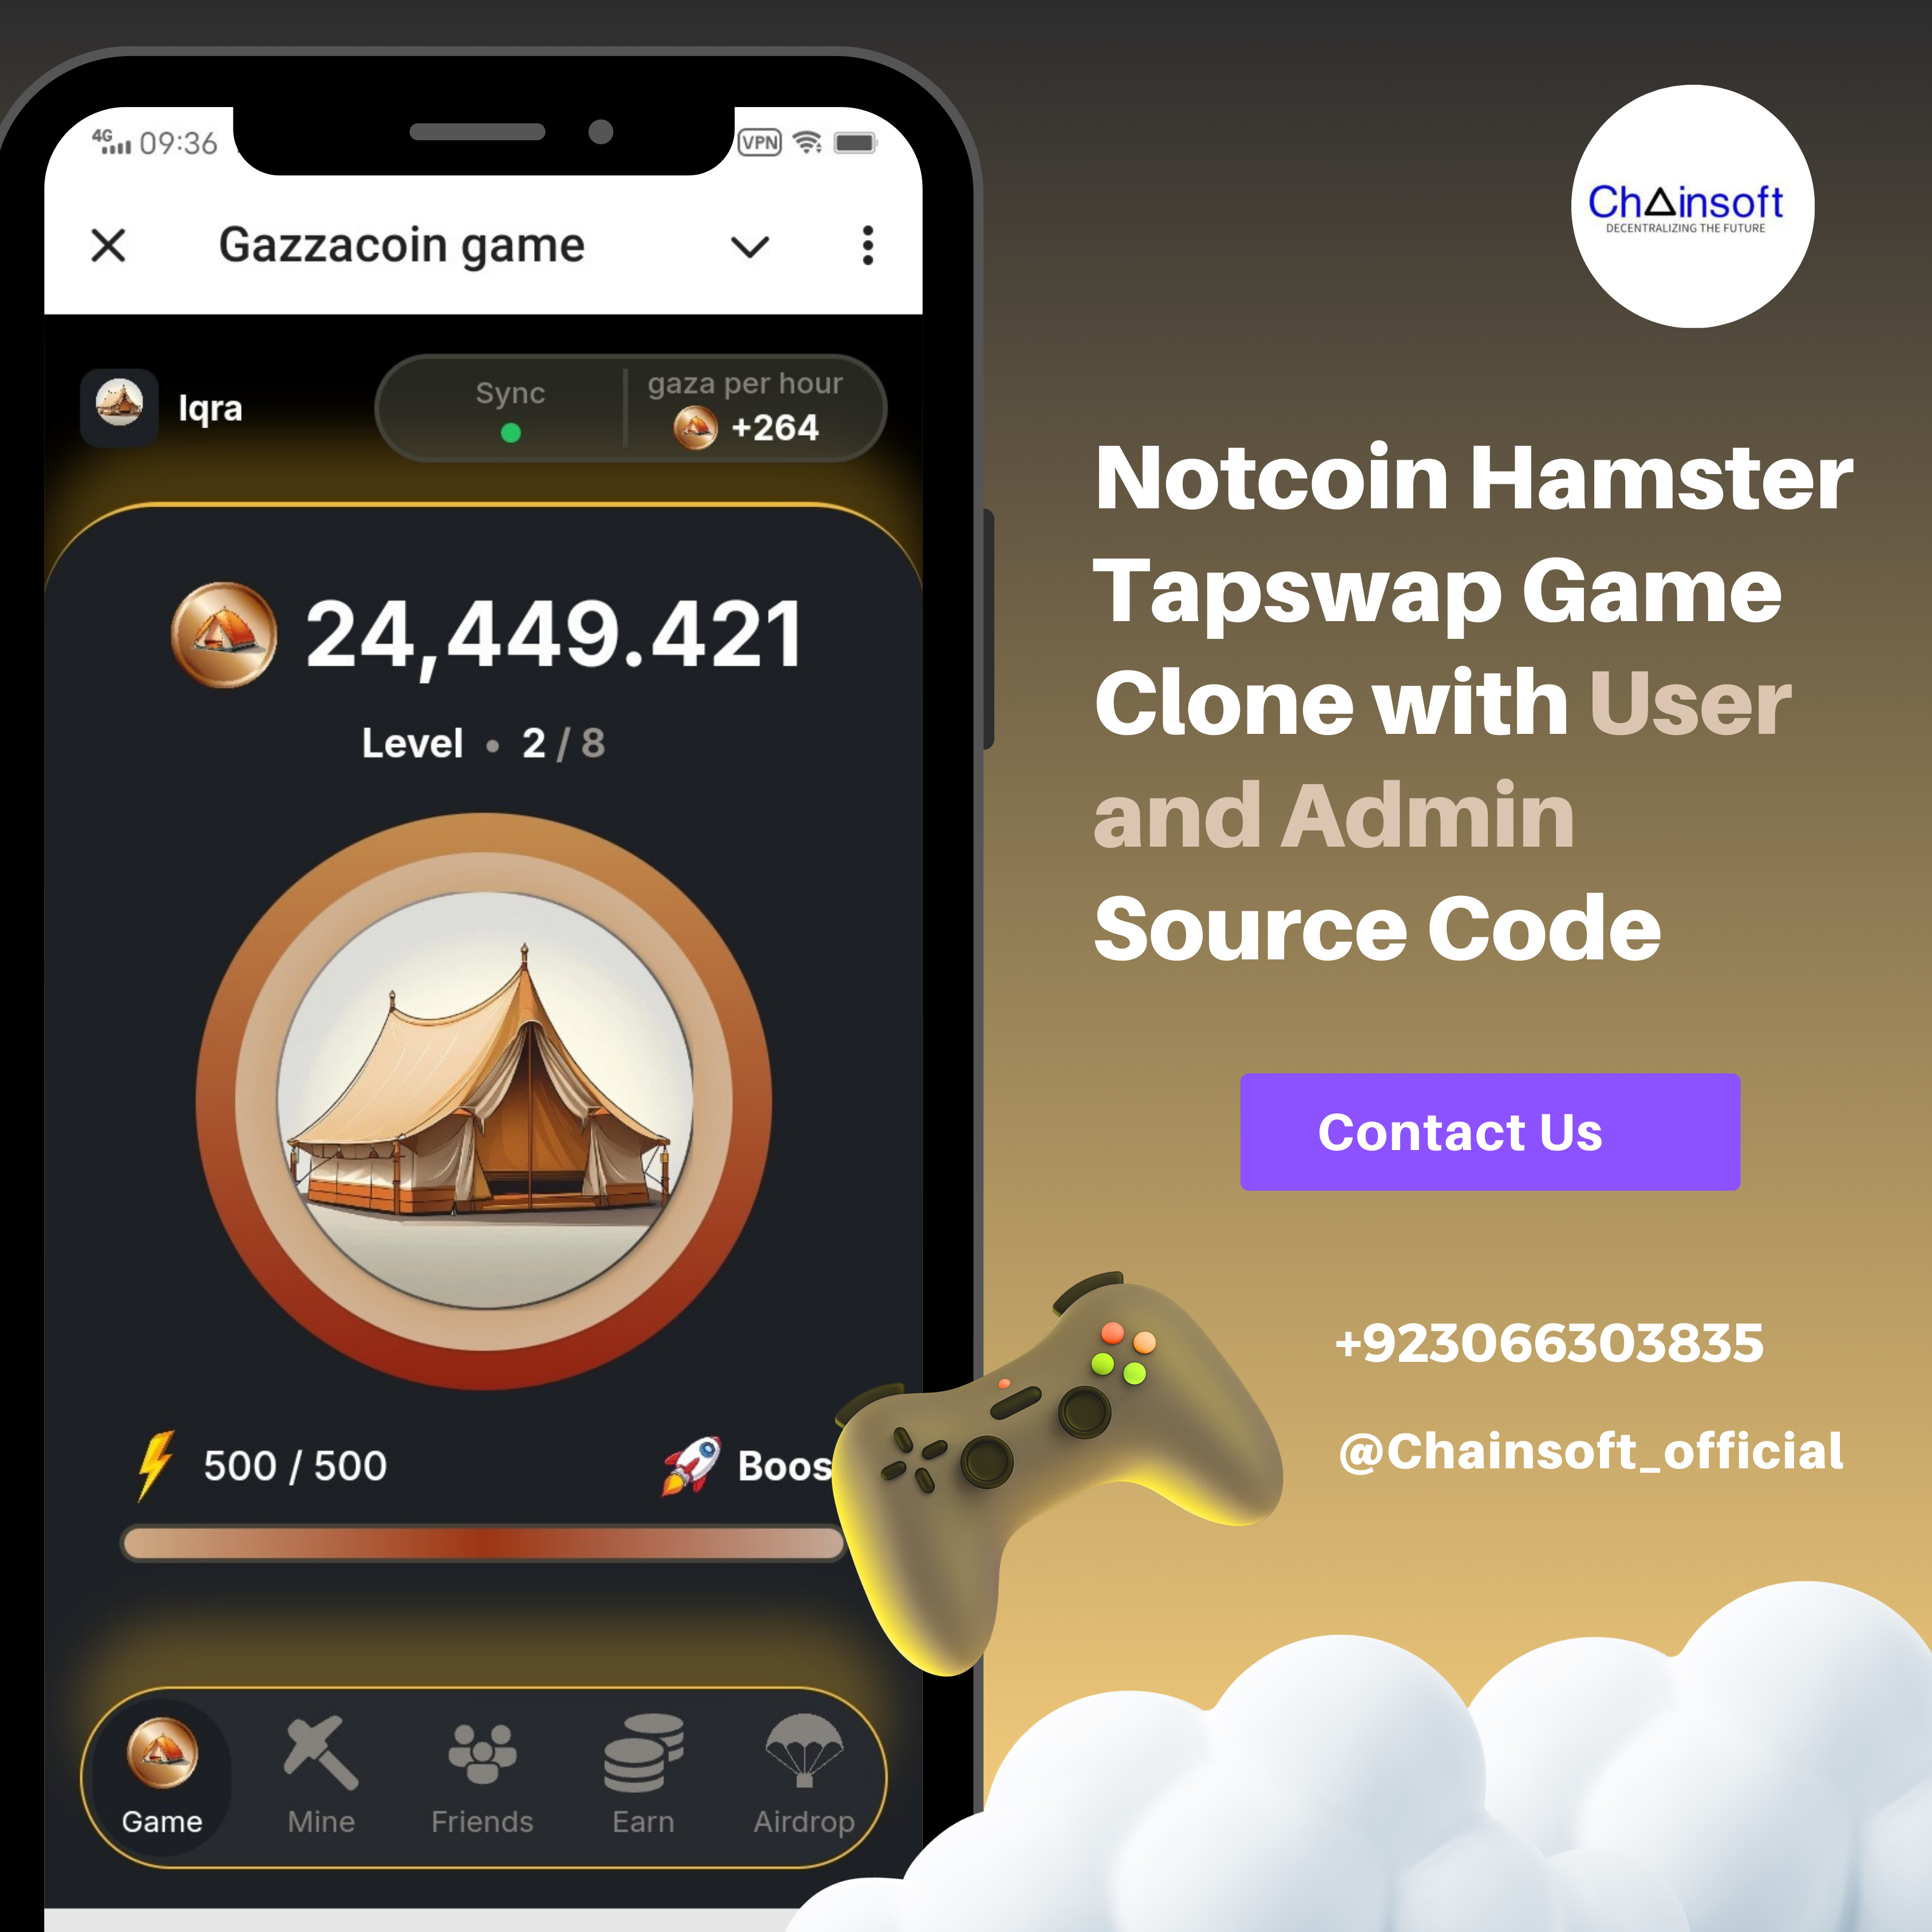 4G 09:36 VPN
Gazzacoin game
Iqra
Sync
gaza per hour
+264
24,449.421
Level • 2 / 8
500 / 500
Boos
Game
Mine
Friends
Earn
Airdrop
Chainsoft
DECENTRALIZING THE FUTURE
Notcoin Hamster
Tapswap Game
Clone with User
and Admin
Source Code
Contact Us
+923066303835
@Chainsoft_official